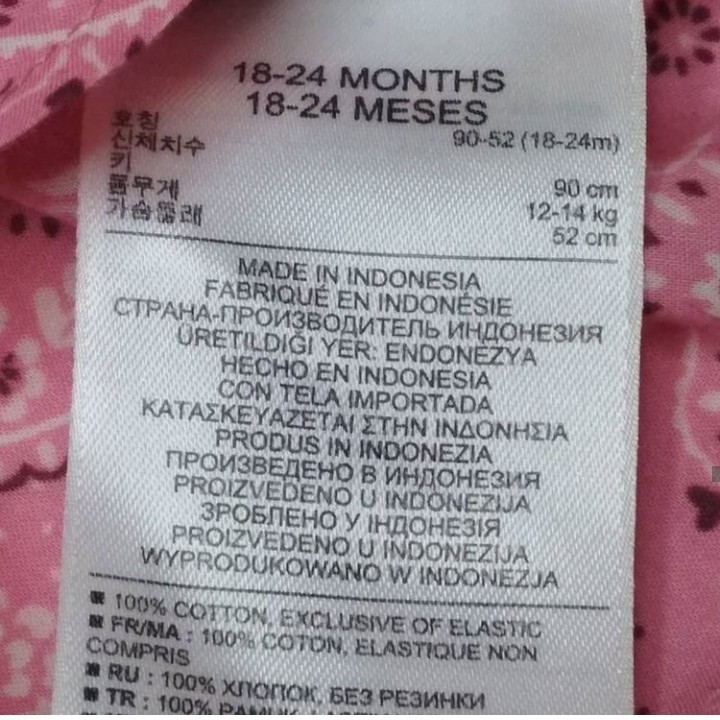 18-24 MONTHS
18-24 MESES
호칭
신체치수 90-52 (18-24m)
키 90 cm
몸무게 12-14 kg
가슴둘레 52 cm
MADE IN INDONESIA
FABRIQUÉ EN INDONÉSIE
СТРАНА-ПРОИЗВОДИТЕЛЬ ИНДОНЕЗИЯ
ÜRETILDIĞI YER: ENDONEZYA
HECHO EN INDONESIA
CON TELA IMPORTADA
ΚΑΤΑΣΚΕΥΑΖΕΤΑΙ ΣΤΗΝ ΙΝΔΟΝΗΣΙΑ
PRODUS IN INDONEZIA
ПРОИЗВЕДЕНО В ИНДОНЕЗИЯ
PROIZVEDENO U INDONEZIJA
ЗРОБЛЕНО У ІНДОНЕЗІЯ
PROIZVEDENO U INDONEZIJA
WYPRODUKOWANO W INDONEZJA
100% COTTON, EXCLUSIVE OF ELASTIC
FR/MA : 100% COTON, ELASTIQUE NON
COMPRIS
RU : 100% ХЛОПОК, БЕЗ РЕЗИНКИ
TR : 100%